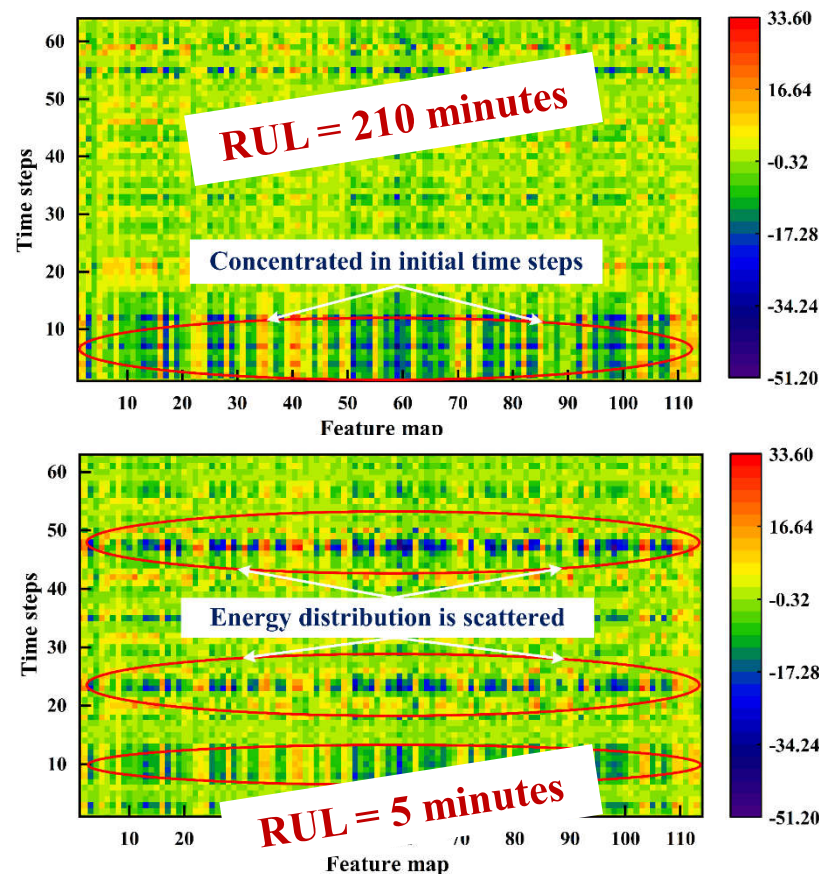 60
50
40
30
20
10
Time steps
RUL = 210 minutes
Concentrated in initial time steps
10 20 30 40 50 60 70 80 90 100 110
Feature map
33.60
16.64
-0.32
-17.28
-34.24
-51.20
60
50
40
30
20
10
Time steps
Energy distribution is scattered
RUL = 5 minutes
10 20 80 90 100 110
Feature map
33.60
16.64
-0.32
-17.28
-34.24
-51.20